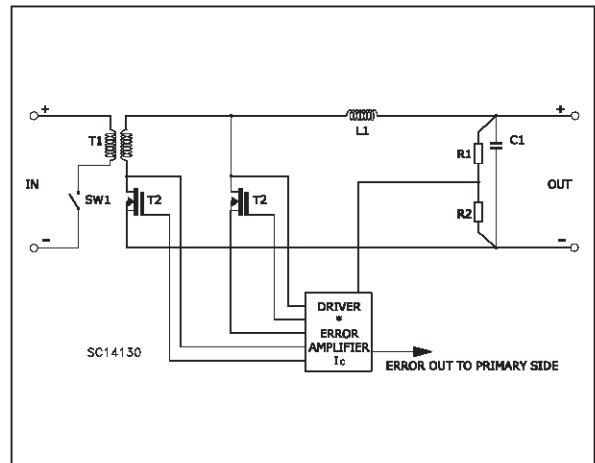 +
+
T1
L1
R1
C1
IN
SW1
T2
T2
R2
OUT
-
-
DRIVER
*
ERROR
AMPLIFIER
Ic
SC14130
ERROR OUT TO PRIMARY SIDE